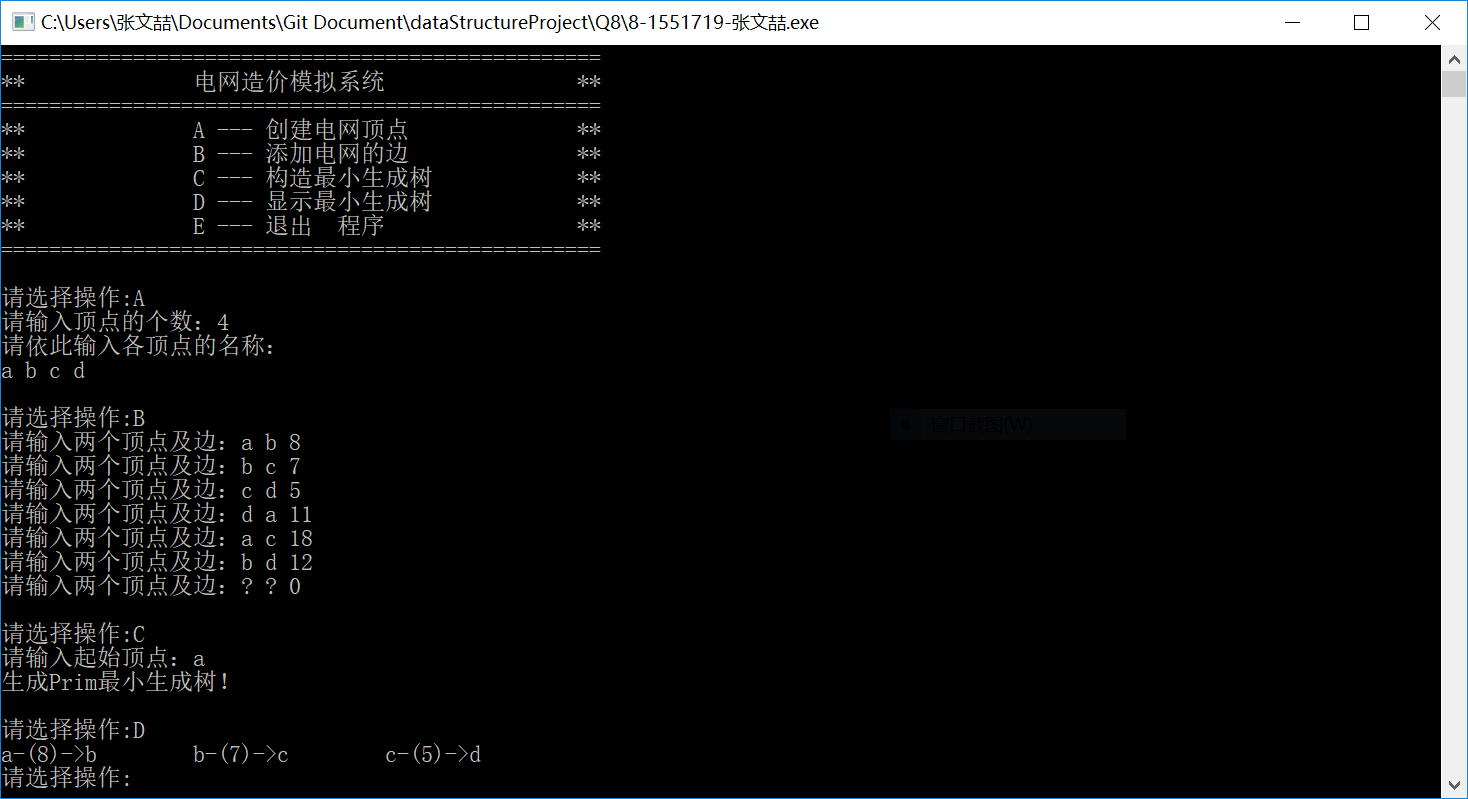 C:\Users\张文喆\Documents\Git Document\dataStructureProject\Q8\8-1551719-张文喆.exe
==================================================
** 电网造价模拟系统 **
==================================================
** A --- 创建电网顶点 **
** B --- 添加电网的边 **
** C --- 构造最小生成树 **
** D --- 显示最小生成树 **
** E --- 退出 程序 **
==================================================
请选择操作:A
请输入顶点的个数: 4
请依此输入各顶点的名称:
a b c d
请选择操作:B
请输入两个顶点及边: a b 8
请输入两个顶点及边: b c 7
请输入两个顶点及边: c d 5
请输入两个顶点及边: d a 11
请输入两个顶点及边: a c 18
请输入两个顶点及边: b d 12
请输入两个顶点及边: ? ? 0
请选择操作:C
请输入起始顶点: a
生成Prim最小生成树!
请选择操作:D
a-(8)->b b-(7)->c c-(5)->d
请选择操作:
窗口截图(W)